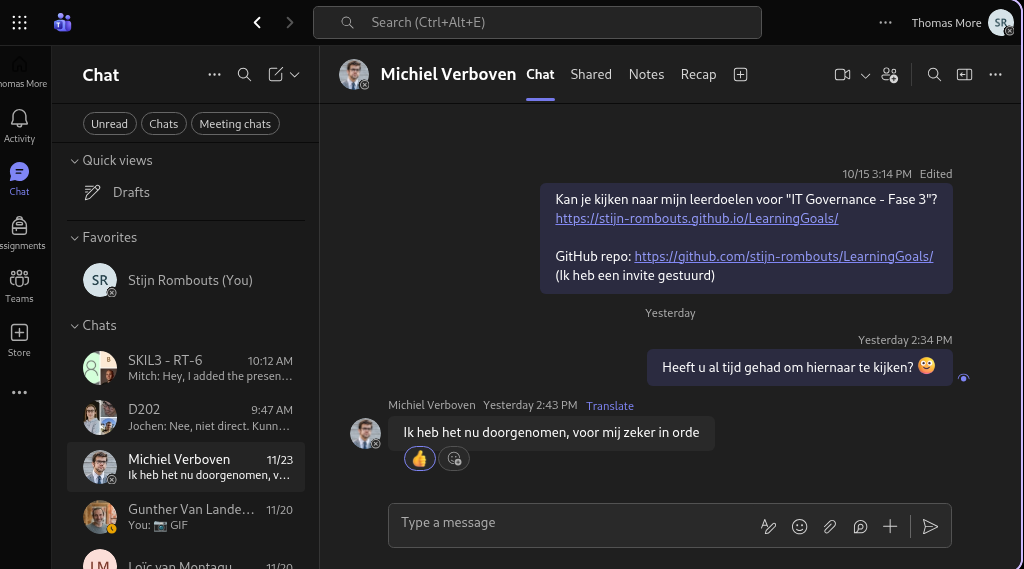 Search (Ctrl+Alt+E)
Thomas More
SR
homas More
Activity
Chat
ssignments
Teams
Store
Chat
Unread
Chats
Meeting chats
Quick views
Drafts
Favorites
SR
Stijn Rombouts (You)
Chats
SKIL3 - RT-6 10:12 AM
Mitch: Hey, I added the presen...
B
D202 9:47 AM
Jochen: Nee, niet direct. Kunn...
Michiel Verboven 11/23
Ik heb het nu doorgenomen, v...
Gunther Van Lande... 11/20
You: 📷 GIF
LM
Loïc van Montagu 11/20
Michiel Verboven
Chat
Shared
Notes
Recap
10/15 3:14 PM Edited
Kan je kijken naar mijn leerdoelen voor "IT Governance - Fase 3"?
https://stijn-rombouts.github.io/LearningGoals/
GitHub repo: https://github.com/stijn-rombouts/LearningGoals/
(Ik heb een invite gestuurd)
Yesterday
Yesterday 2:34 PM
Heeft u al tijd gehad om hiernaar te kijken? 😜
Michiel Verboven Yesterday 2:43 PM Translate
Ik heb het nu doorgenomen, voor mij zeker in orde
👍
Type a message